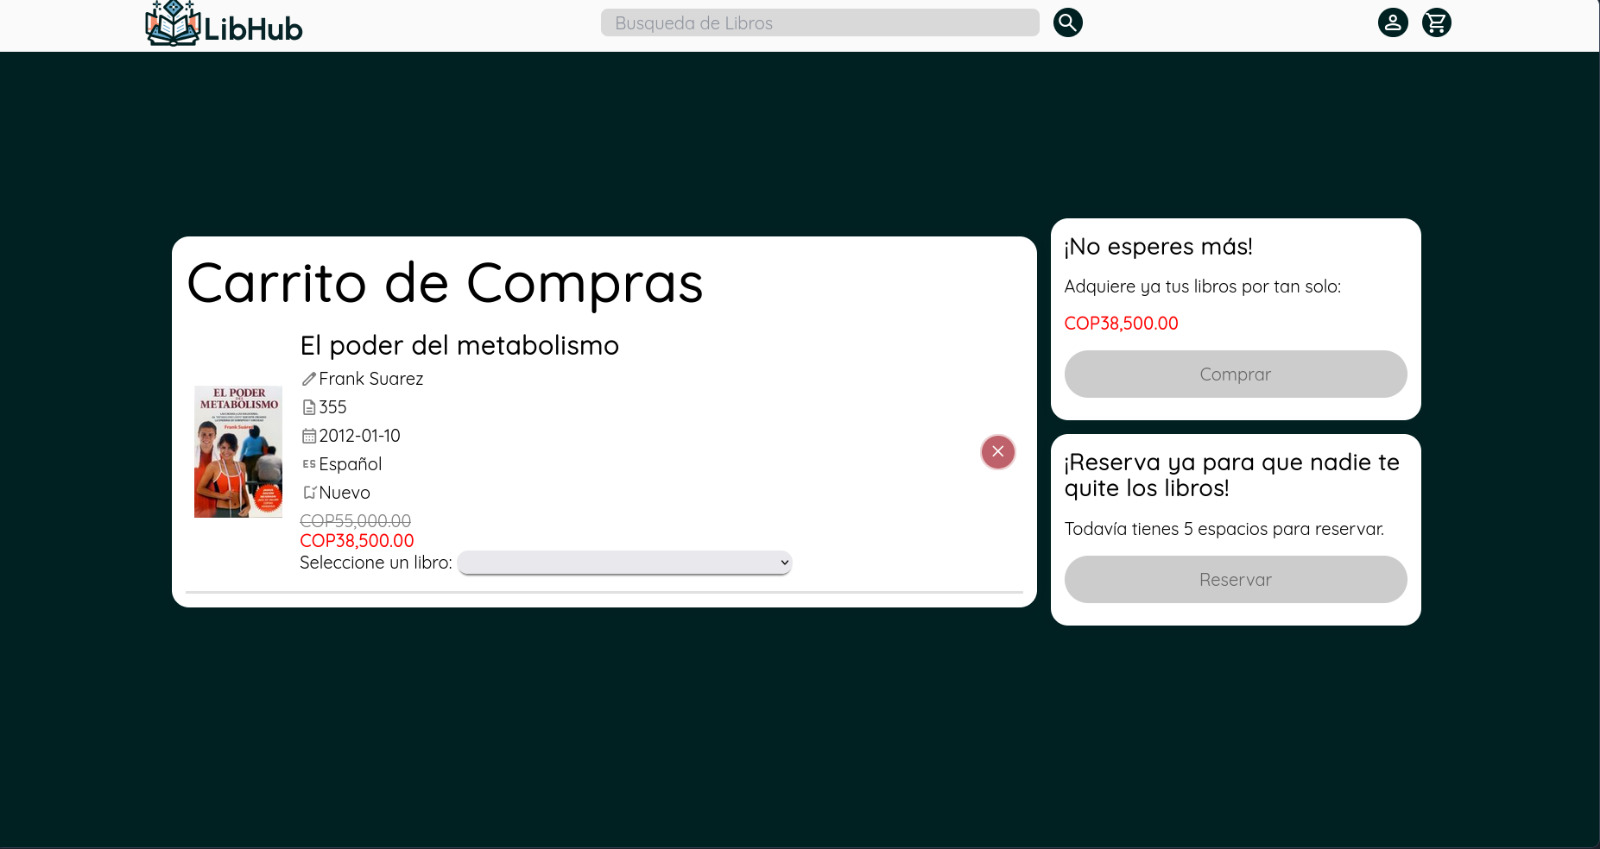 LibHub
Busqueda de Libros
Carrito de Compras
El poder del metabolismo
Frank Suarez
355
2012-01-10
ES Español
Nuevo
COP55,000.00
COP38,500.00
Seleccione un libro:
EL PODER
METABOLISMO
Frank Suárez
¡No esperes más!
Adquiere ya tus libros por tan solo:
COP38,500.00
Comprar
¡Reserva ya para que nadie te
quite los libros!
Todavía tienes 5 espacios para reservar.
Reservar